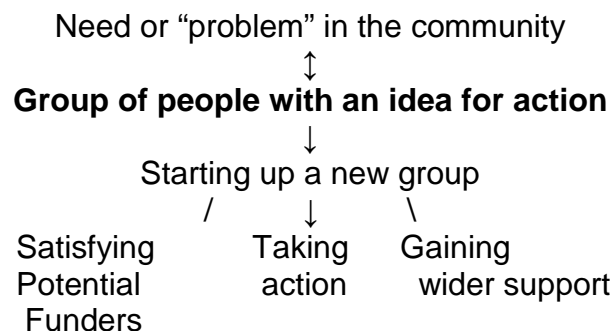 Need or “problem” in the community
↕
Group of people with an idea for action
↓
Starting up a new group
/ ↓ \
Satisfying Taking Gaining
Potential action wider support
Funders